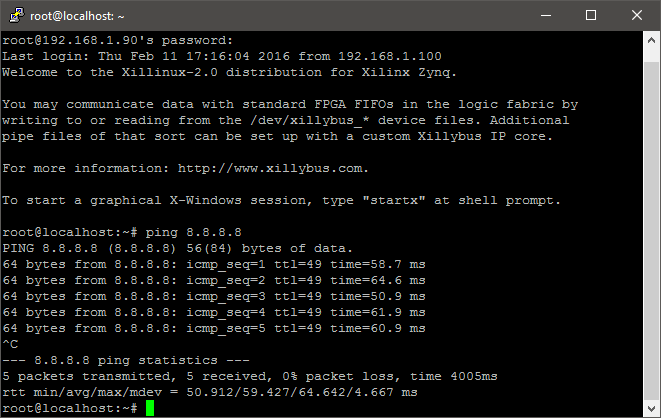 root@localhost: ~
root@192.168.1.90's password:
Last login: Thu Feb 11 17:16:04 2016 from 192.168.1.100
Welcome to the Xillinux-2.0 distribution for Xilinx Zynq.
You may communicate data with standard FPGA FIFOs in the logic fabric by
writing to or reading from the /dev/xillybus_* device files. Additional
pipe files of that sort can be set up with a custom Xillybus IP core.
For more information: http://www.xillybus.com.
To start a graphical X-Windows session, type "startx" at shell prompt.
root@localhost:~# ping 8.8.8.8
PING 8.8.8.8 (8.8.8.8) 56(84) bytes of data.
64 bytes from 8.8.8.8: icmp_seq=1 ttl=49 time=58.7 ms
64 bytes from 8.8.8.8: icmp_seq=2 ttl=49 time=64.6 ms
64 bytes from 8.8.8.8: icmp_seq=3 ttl=49 time=50.9 ms
64 bytes from 8.8.8.8: icmp_seq=4 ttl=49 time=61.9 ms
64 bytes from 8.8.8.8: icmp_seq=5 ttl=49 time=60.9 ms
^C
--- 8.8.8.8 ping statistics ---
5 packets transmitted, 5 received, 0% packet loss, time 4005ms
rtt min/avg/max/mdev = 50.912/59.427/64.642/4.667 ms
root@localhost:~#